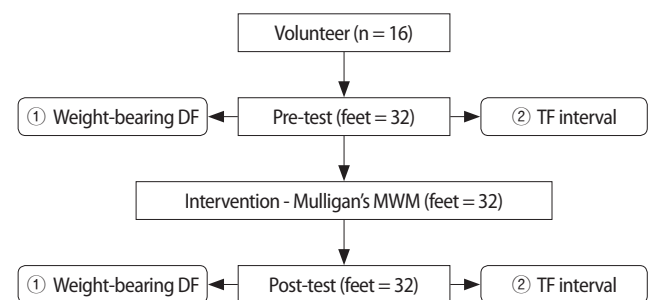 Volunteer (n = 16)
① Weight-bearing DF
Pre-test (feet = 32)
② TF interval
Intervention - Mulligan's MWM (feet = 32)
① Weight-bearing DF
Post-test (feet = 32)
② TF interval